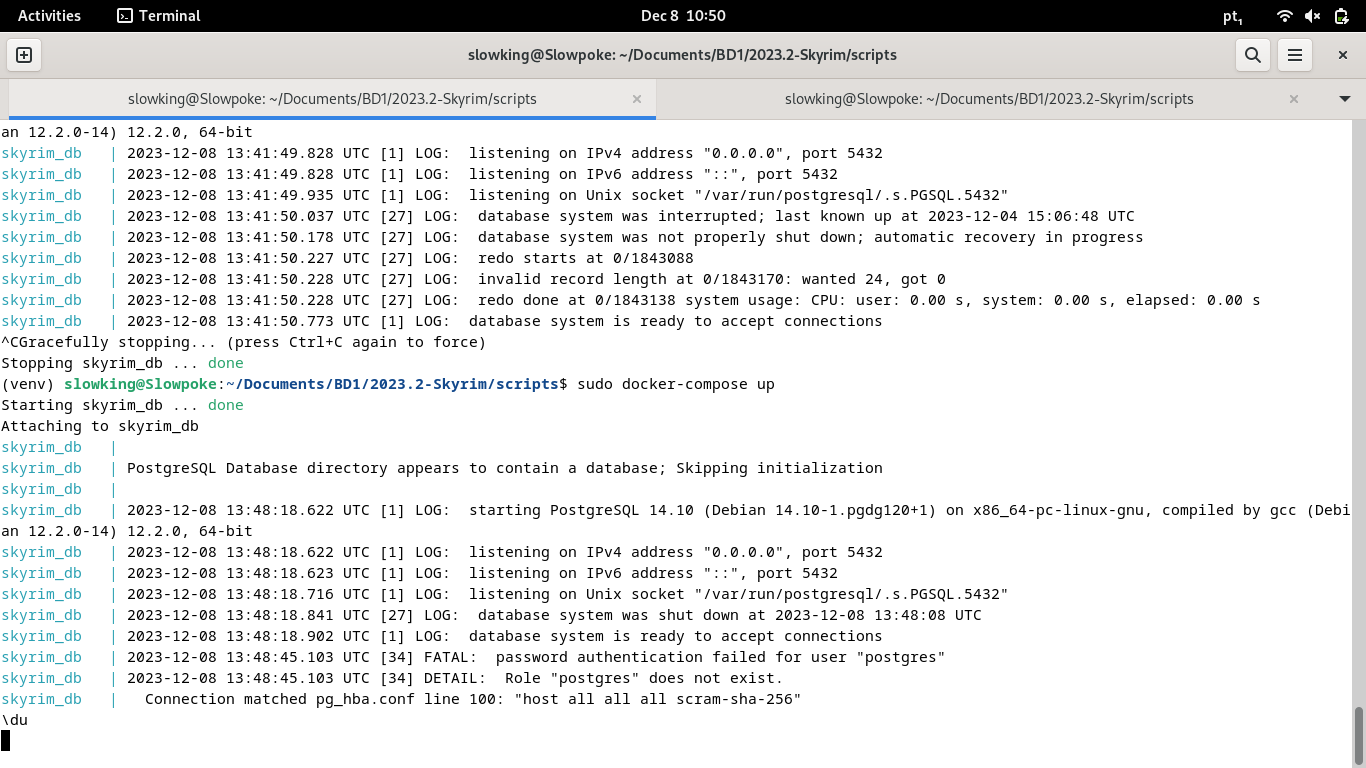 Activities Terminal Dec 8 10:50 pt1
slowking@Slowpoke: ~/Documents/BD1/2023.2-Skyrim/scripts
slowking@Slowpoke: ~/Documents/BD1/2023.2-Skyrim/scripts × slowking@Slowpoke: ~/Documents/BD1/2023.2-Skyrim/scripts ×
an 12.2.0-14) 12.2.0, 64-bit
skyrim_db   | 2023-12-08 13:41:49.828 UTC [1] LOG:  listening on IPv4 address "0.0.0.0", port 5432
skyrim_db   | 2023-12-08 13:41:49.828 UTC [1] LOG:  listening on IPv6 address "::", port 5432
skyrim_db   | 2023-12-08 13:41:49.935 UTC [1] LOG:  listening on Unix socket "/var/run/postgresql/.s.PGSQL.5432"
skyrim_db   | 2023-12-08 13:41:50.037 UTC [27] LOG:  database system was interrupted; last known up at 2023-12-04 15:06:48 UTC
skyrim_db   | 2023-12-08 13:41:50.178 UTC [27] LOG:  database system was not properly shut down; automatic recovery in progress
skyrim_db   | 2023-12-08 13:41:50.227 UTC [27] LOG:  redo starts at 0/1843088
skyrim_db   | 2023-12-08 13:41:50.228 UTC [27] LOG:  invalid record length at 0/1843170: wanted 24, got 0
skyrim_db   | 2023-12-08 13:41:50.228 UTC [27] LOG:  redo done at 0/1843138 system usage: CPU: user: 0.00 s, system: 0.00 s, elapsed: 0.00 s
skyrim_db   | 2023-12-08 13:41:50.773 UTC [1] LOG:  database system is ready to accept connections
^CGracefully stopping... (press Ctrl+C again to force)
Stopping skyrim_db ... done
(venv) slowking@Slowpoke:~/Documents/BD1/2023.2-Skyrim/scripts$ sudo docker-compose up
Starting skyrim_db ... done
Attaching to skyrim_db
skyrim_db   |
skyrim_db   | PostgreSQL Database directory appears to contain a database; Skipping initialization
skyrim_db   |
skyrim_db   | 2023-12-08 13:48:18.622 UTC [1] LOG:  starting PostgreSQL 14.10 (Debian 14.10-1.pgdg120+1) on x86_64-pc-linux-gnu, compiled by gcc (Debi
an 12.2.0-14) 12.2.0, 64-bit
skyrim_db   | 2023-12-08 13:48:18.622 UTC [1] LOG:  listening on IPv4 address "0.0.0.0", port 5432
skyrim_db   | 2023-12-08 13:48:18.623 UTC [1] LOG:  listening on IPv6 address "::", port 5432
skyrim_db   | 2023-12-08 13:48:18.716 UTC [1] LOG:  listening on Unix socket "/var/run/postgresql/.s.PGSQL.5432"
skyrim_db   | 2023-12-08 13:48:18.841 UTC [27] LOG:  database system was shut down at 2023-12-08 13:48:08 UTC
skyrim_db   | 2023-12-08 13:48:18.902 UTC [1] LOG:  database system is ready to accept connections
skyrim_db   | 2023-12-08 13:48:45.103 UTC [34] FATAL:  password authentication failed for user "postgres"
skyrim_db   | 2023-12-08 13:48:45.103 UTC [34] DETAIL:  Role "postgres" does not exist.
skyrim_db   |   Connection matched pg_hba.conf line 100: "host all all all scram-sha-256"
\du